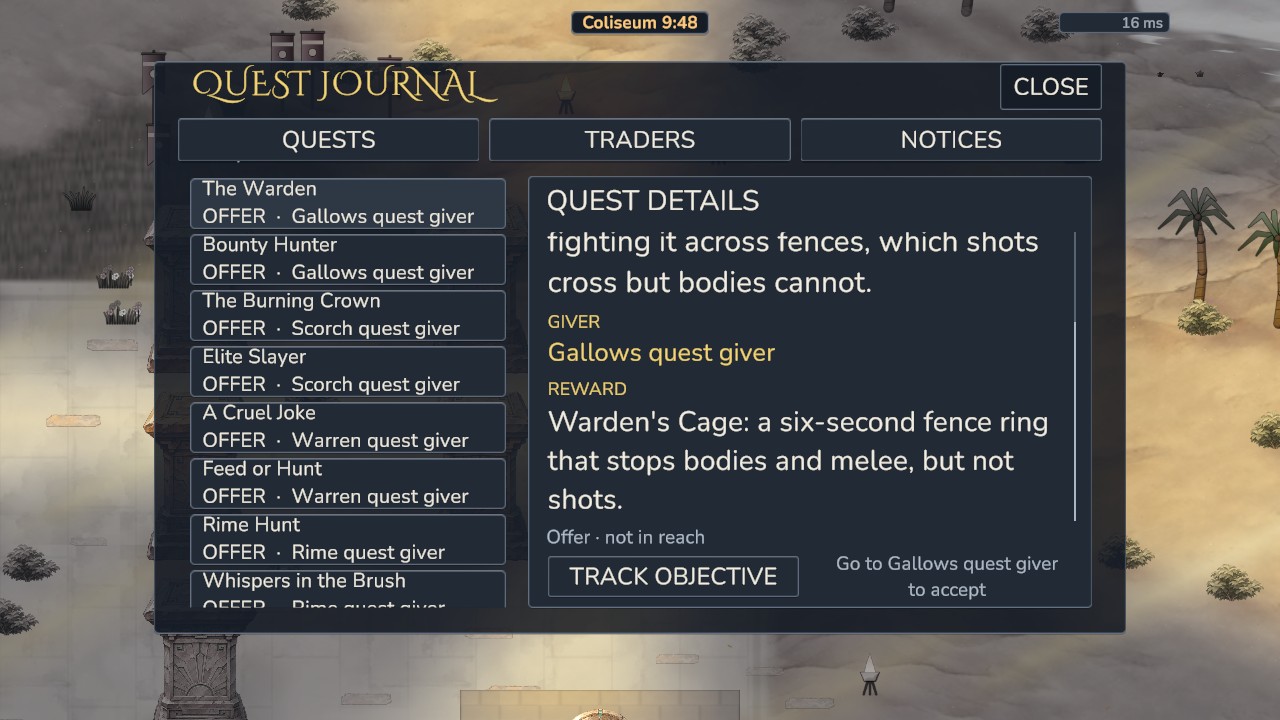 Coliseum 9:48
16 ms
QUEST JOURNAL
CLOSE
QUESTS
TRADERS
NOTICES
The Warden
OFFER · Gallows quest giver
Bounty Hunter
OFFER · Gallows quest giver
The Burning Crown
OFFER · Scorch quest giver
Elite Slayer
OFFER · Scorch quest giver
A Cruel Joke
OFFER · Warren quest giver
Feed or Hunt
OFFER · Warren quest giver
Rime Hunt
OFFER · Rime quest giver
Whispers in the Brush
OFFER · Rime quest giver
QUEST DETAILS
fighting it across fences, which shots
cross but bodies cannot.
GIVER
Gallows quest giver
REWARD
Warden's Cage: a six-second fence ring
that stops bodies and melee, but not
shots.
Offer · not in reach
TRACK OBJECTIVE
Go to Gallows quest giver
to accept